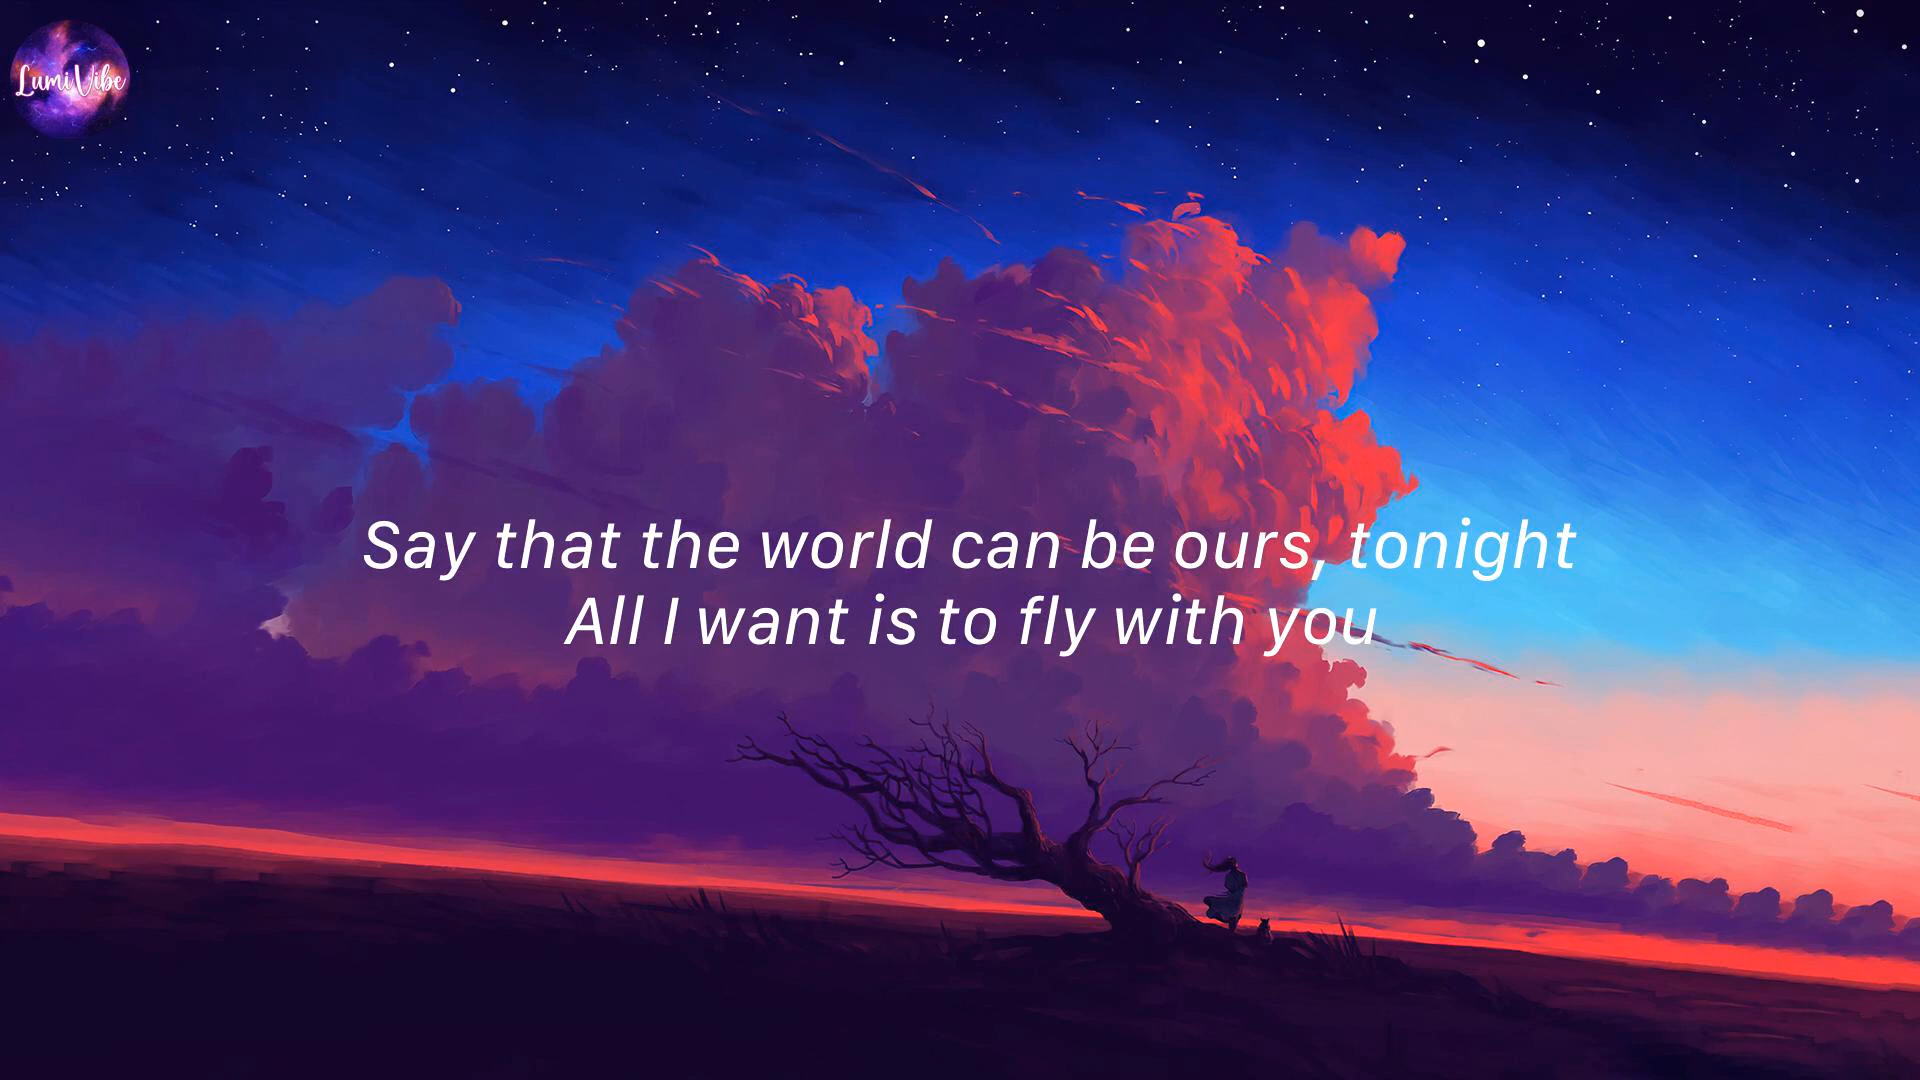 LumiVibe
Say that the world can be ours, tonight
All I want is to fly with you